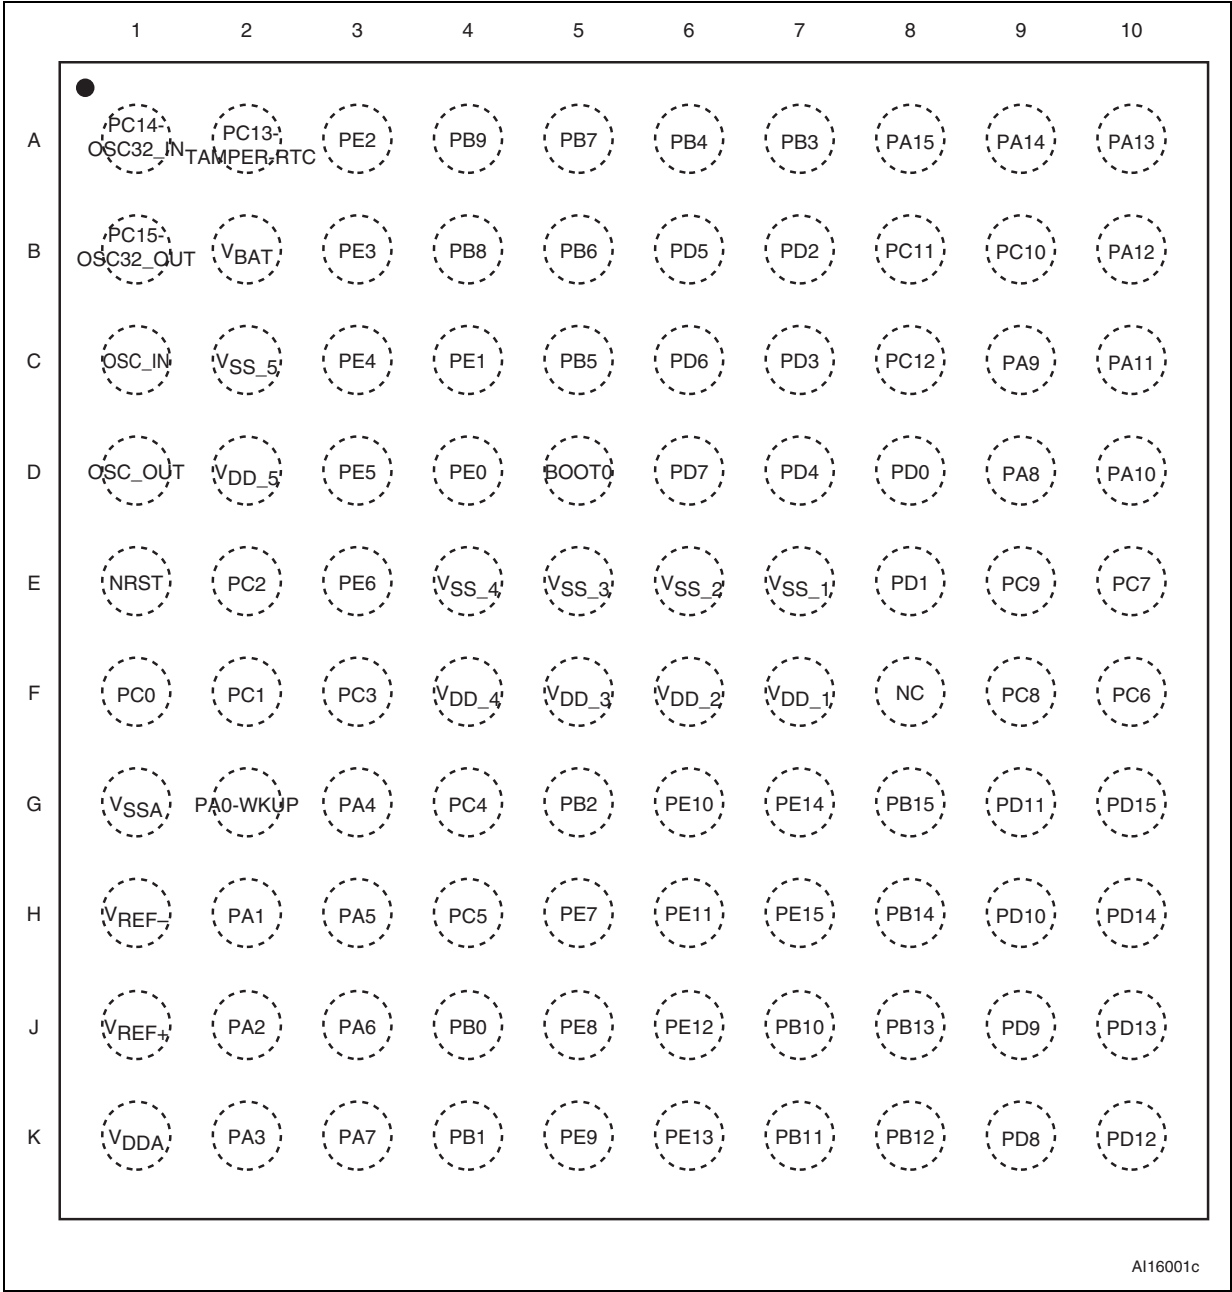 1 2 3 4 5 6 7 8 9 10
A PC14-OSC32_IN PC13-TAMPER-RTC PE2 PB9 PB7 PB4 PB3 PA15 PA14 PA13
B PC15-OSC32_OUT VBAT PE3 PB8 PB6 PD5 PD2 PC11 PC10 PA12
C OSC_IN VSS_5 PE4 PE1 PB5 PD6 PD3 PC12 PA9 PA11
D OSC_OUT VDD_5 PE5 PE0 BOOT0 PD7 PD4 PD0 PA8 PA10
E NRST PC2 PE6 VSS_4 VSS_3 VSS_2 VSS_1 PD1 PC9 PC7
F PC0 PC1 PC3 VDD_4 VDD_3 VDD_2 VDD_1 NC PC8 PC6
G VSSA PA0-WKUP PA4 PC4 PB2 PE10 PE14 PB15 PD11 PD15
H VREF– PA1 PA5 PC5 PE7 PE11 PE15 PB14 PD10 PD14
J VREF+ PA2 PA6 PB0 PE8 PE12 PB10 PB13 PD9 PD13
K VDDA PA3 PA7 PB1 PE9 PE13 PB11 PB12 PD8 PD12
AI16001c